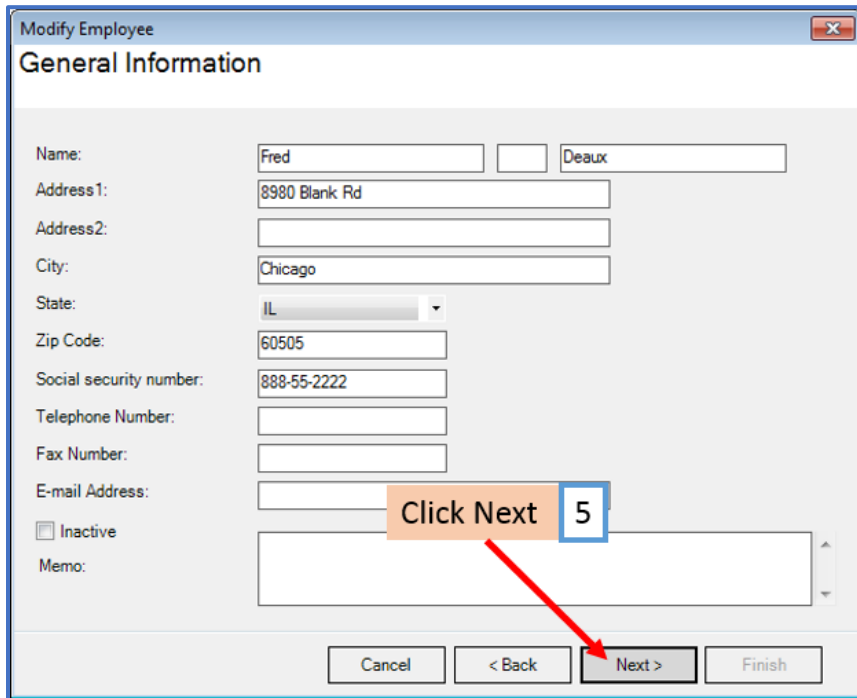 Modify Employee
General Information
Name: Fred Deaux
Address1: 8980 Blank Rd
Address2:
City: Chicago
State: IL
Zip Code: 60505
Social security number: 888-55-2222
Telephone Number:
Fax Number:
E-mail Address:
Click Next 5
Inactive
Memo:
Cancel < Back Next > Finish